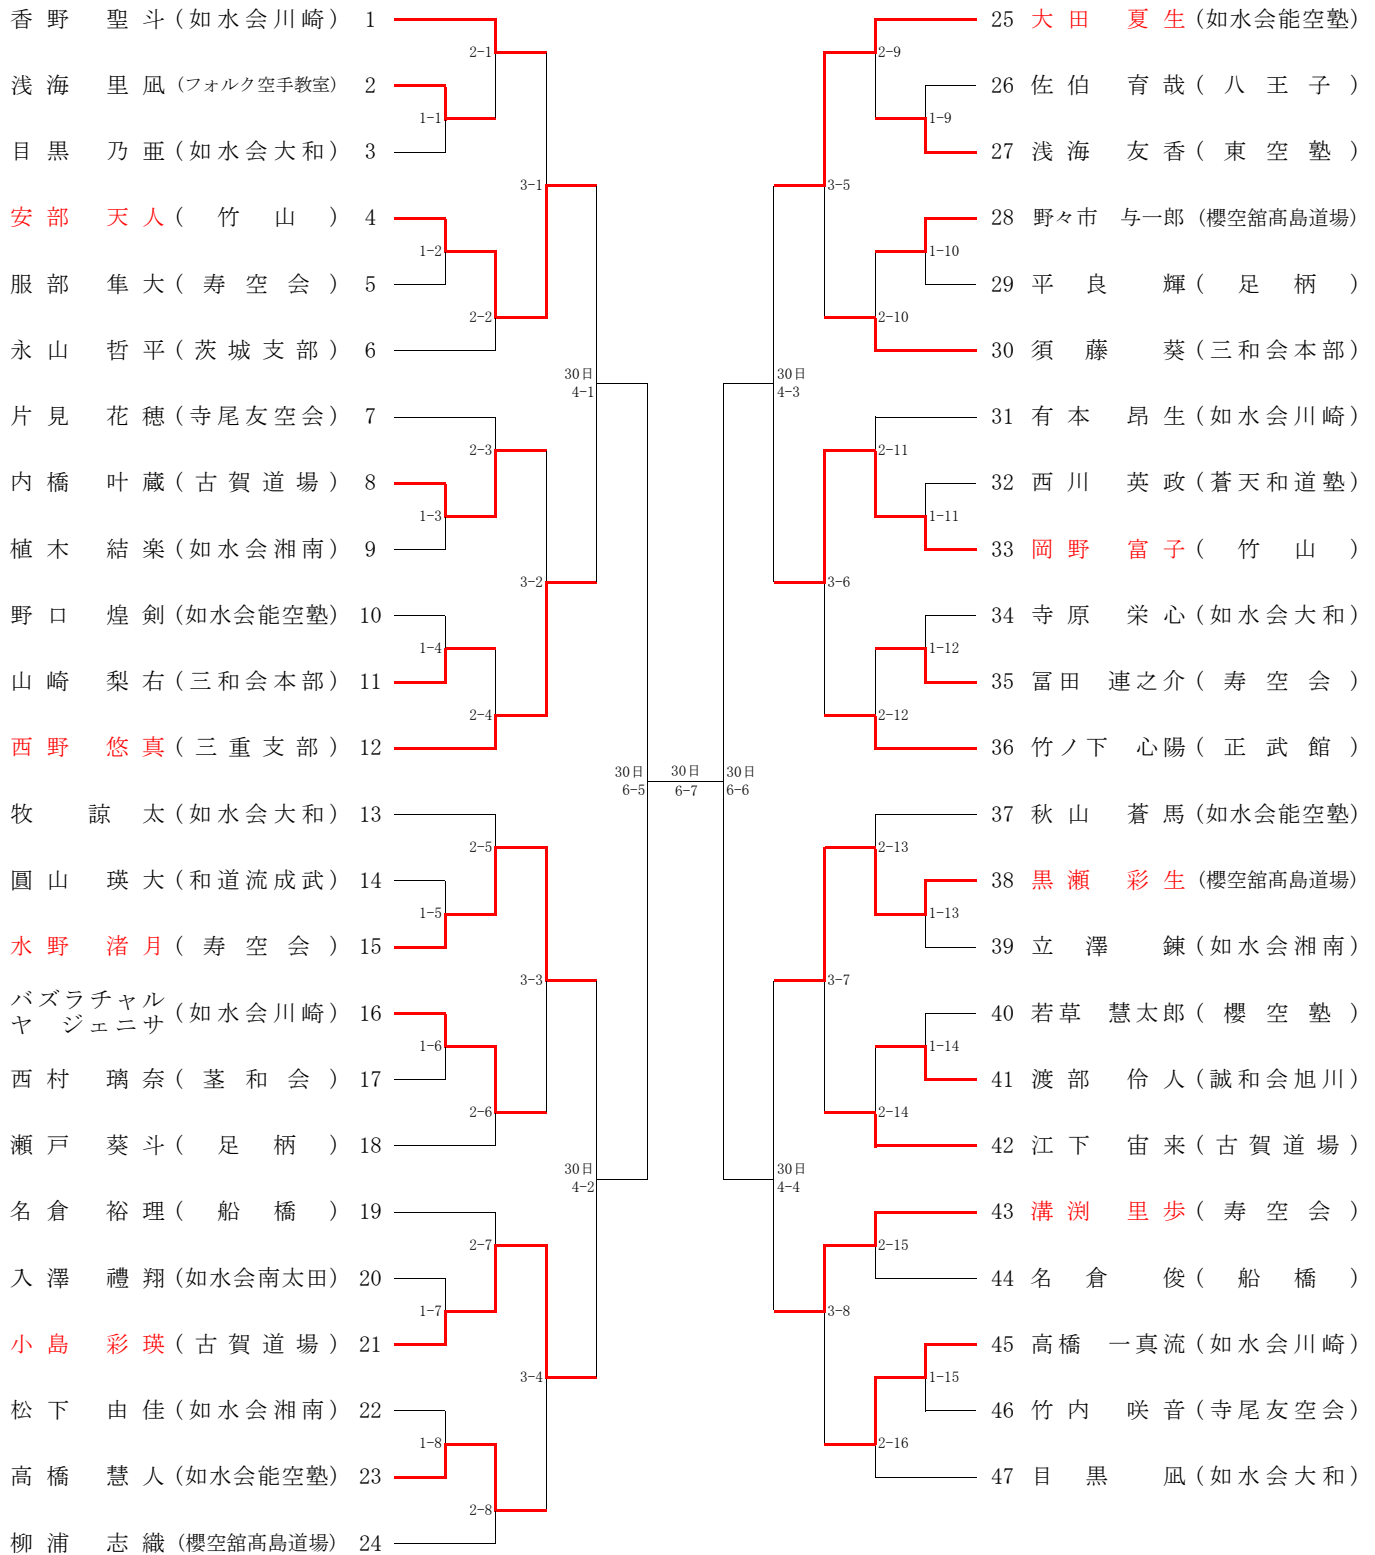 香野 聖斗 (如水会川崎) 1
2-1
浅海 里凪 (フォルク空手教室) 2
1-1
目黒 乃亜 (如水会大和) 3
3-1
安部 天人 (竹山) 4
1-2
服部 隼大 (寿空会) 5
2-2
永山 哲平 (茨城支部) 6
30日
4-1
片見 花穂 (寺尾友空会) 7
2-3
内橋 叶蔵 (古賀道場) 8
1-3
植木 結楽 (如水会湘南) 9
3-2
野口 煌剣 (如水会能空塾) 10
1-4
山崎 梨右 (三和会本部) 11
2-4
西野 悠真 (三重支部) 12
30日
6-5
牧 諒太 (如水会大和) 13
2-5
圓山 瑛大 (和道流成武) 14
1-5
水野 渚月 (寿空会) 15
3-3
バズラチャル
ヤ ジェニサ (如水会川崎) 16
1-6
西村 璃奈 (茎和会) 17
2-6
瀬戸 葵斗 (足柄) 18
30日
4-2
名倉 裕理 (船橋) 19
2-7
入澤 禮翔 (如水会南太田) 20
1-7
小島 彩瑛 (古賀道場) 21
3-4
松下 由佳 (如水会湘南) 22
1-8
高橋 慧人 (如水会能空塾) 23
2-8
柳浦 志織 (櫻空舘髙島道場) 24
30日
6-7
25 大田 夏生 (如水会能空塾)
2-9
26 佐伯 育哉 (八王子)
1-9
27 浅海 友香 (東空塾)
3-5
28 野々市 与一郎 (櫻空舘髙島道場)
1-10
29 平良 輝 (足柄)
2-10
30 須藤 葵 (三和会本部)
30日
4-3
31 有本 昂生 (如水会川崎)
2-11
32 西川 英政 (蒼天和道塾)
1-11
33 岡野 富子 (竹山)
3-6
34 寺原 栄心 (如水会大和)
1-12
35 冨田 連之介 (寿空会)
2-12
36 竹ノ下 心陽 (正武館)
30日
6-6
37 秋山 蒼馬 (如水会能空塾)
2-13
38 黒瀬 彩生 (櫻空舘髙島道場)
1-13
39 立澤 錬 (如水会湘南)
3-7
40 若草 慧太郎 (櫻空塾)
1-14
41 渡部 伶人 (誠和会旭川)
2-14
42 江下 宙来 (古賀道場)
30日
4-4
43 溝渕 里歩 (寿空会)
2-15
44 名倉 俊 (船橋)
3-8
45 高橋 一真流 (如水会川崎)
1-15
46 竹内 咲音 (寺尾友空会)
2-16
47 目黒 凪 (如水会大和)